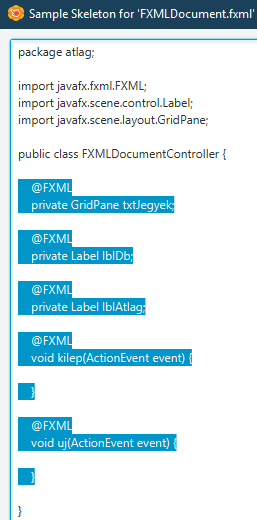 Sample Skeleton for 'FXMLDocument.fxml'
package atlag;
import javafx.fxml.FXML;
import javafx.scene.control.Label;
import javafx.scene.layout.GridPane;
public class FXMLDocumentController {
@FXML
private GridPane txtJegyek;
@FXML
private Label lblDb;
@FXML
private Label lblAtlag;
@FXML
void kilep(ActionEvent event) {
}
@FXML
void uj(ActionEvent event) {
}
}